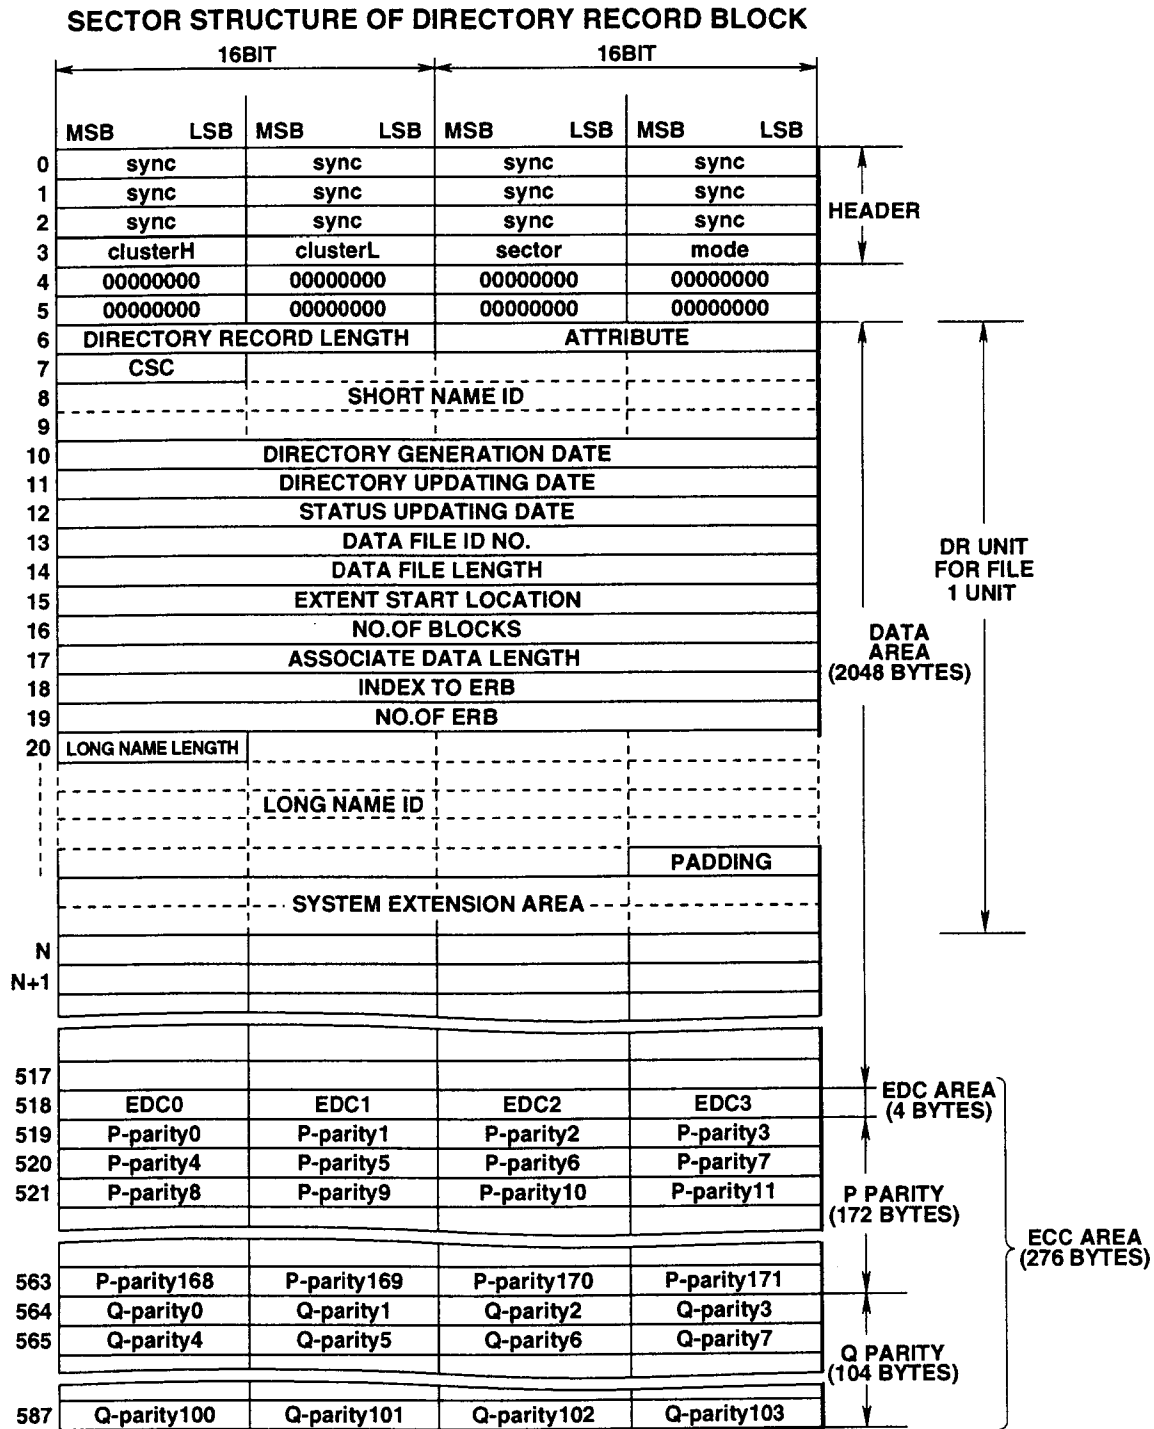 SECTOR STRUCTURE OF DIRECTORY RECORD BLOCK
16BIT 16BIT
MSB LSB MSB LSB MSB LSB MSB LSB
0 sync sync sync sync
1 sync sync sync sync
2 sync sync sync sync
HEADER
3 clusterH clusterL sector mode
4 00000000 00000000 00000000 00000000
5 00000000 00000000 00000000 00000000
6 DIRECTORY RECORD LENGTH ATTRIBUTE
7 CSC
8 SHORT NAME ID
9
10 DIRECTORY GENERATION DATE
11 DIRECTORY UPDATING DATE
12 STATUS UPDATING DATE
13 DATA FILE ID NO.
14 DATA FILE LENGTH
15 EXTENT START LOCATION
16 NO.OF BLOCKS
17 ASSOCIATE DATA LENGTH
18 INDEX TO ERB
19 NO.OF ERB
20 LONG NAME LENGTH
DR UNIT
FOR FILE
1 UNIT
DATA
AREA
(2048 BYTES)
LONG NAME ID
PADDING
SYSTEM EXTENSION AREA
N
N+1
517
518 EDC0 EDC1 EDC2 EDC3
EDC AREA
(4 BYTES)
519 P-parity0 P-parity1 P-parity2 P-parity3
520 P-parity4 P-parity5 P-parity6 P-parity7
521 P-parity8 P-parity9 P-parity10 P-parity11
P PARITY
(172 BYTES)
ECC AREA
(276 BYTES)
563 P-parity168 P-parity169 P-parity170 P-parity171
564 Q-parity0 Q-parity1 Q-parity2 Q-parity3
565 Q-parity4 Q-parity5 Q-parity6 Q-parity7
Q PARITY
(104 BYTES)
587 Q-parity100 Q-parity101 Q-parity102 Q-parity103